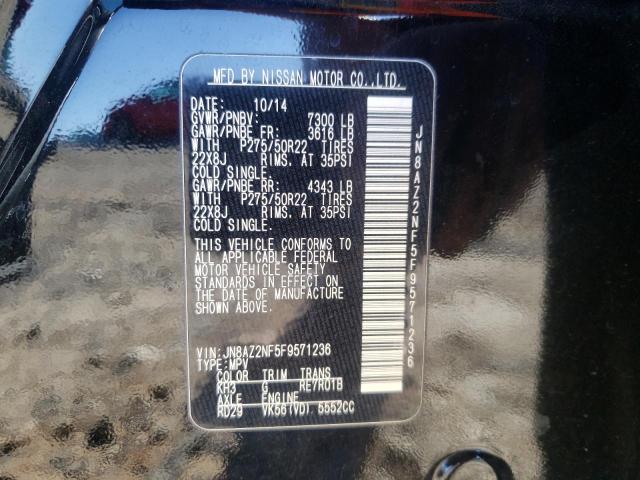 MFD BY NISSAN MOTOR CO.,LTD.
DATE: 10/14
GVWR/PNBV: 7300 LB
GAWR/PNBE FR: 3616 LB
WITH P275/50R22 TIRES
22X8J RIMS. AT 35PSI
COLD SINGLE.
GAWR/PNBE RR: 4343 LB
WITH P275/50R22 TIRES
22X8J RIMS. AT 35PSI
COLD SINGLE.
THIS VEHICLE CONFORMS TO
ALL APPLICABLE FEDERAL
MOTOR VEHICLE SAFETY
STANDARDS IN EFFECT ON
THE DATE OF MANUFACTURE
SHOWN ABOVE.
VIN:JN8AZ2NF5F9571236
TYPE:MPV
COLOR TRIM TRANS
KH3 G RE7R01B
AXLE ENGINE
RD29 VK56(VD) 5552CC
JN8AZ2NF5F9571236